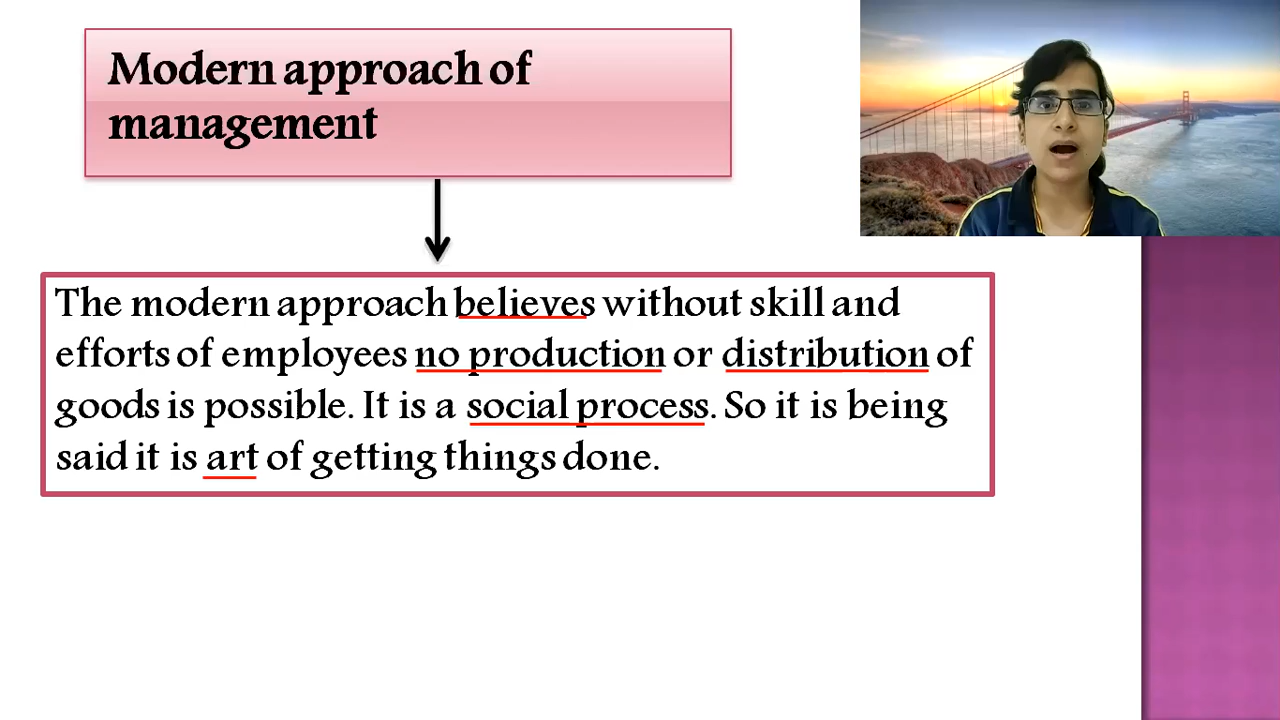 Modern approach of
management
The modern approach believes without skill and
efforts of employees no production or distribution of
goods is possible. It is a social process. So it is being
said it is art of getting things done.